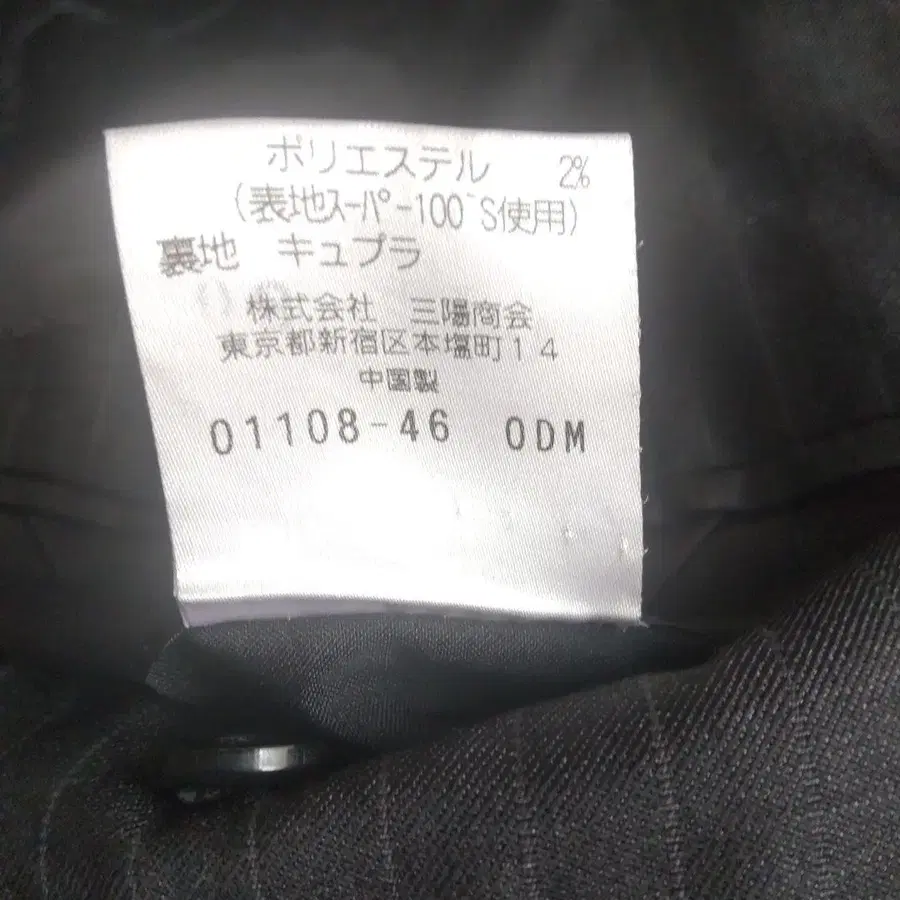 ポリエステル 2%
(表地スーパー100`S使用)
裏地 キュプラ
株式会社 三陽商会
東京都新宿区本塩町14
中国製
01108-46 ODM